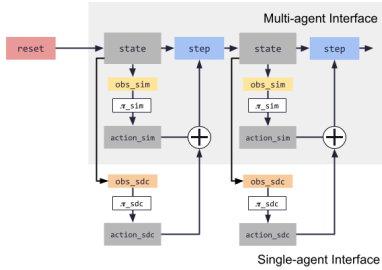 Multi-agent Interface
reset
state
step
state
step
obs_sim
obs_sim
π_sim
π_sim
action_sim
action_sim
obs_sdc
obs_sdc
π_sdc
π_sdc
action_sdc
action_sdc
Single-agent Interface